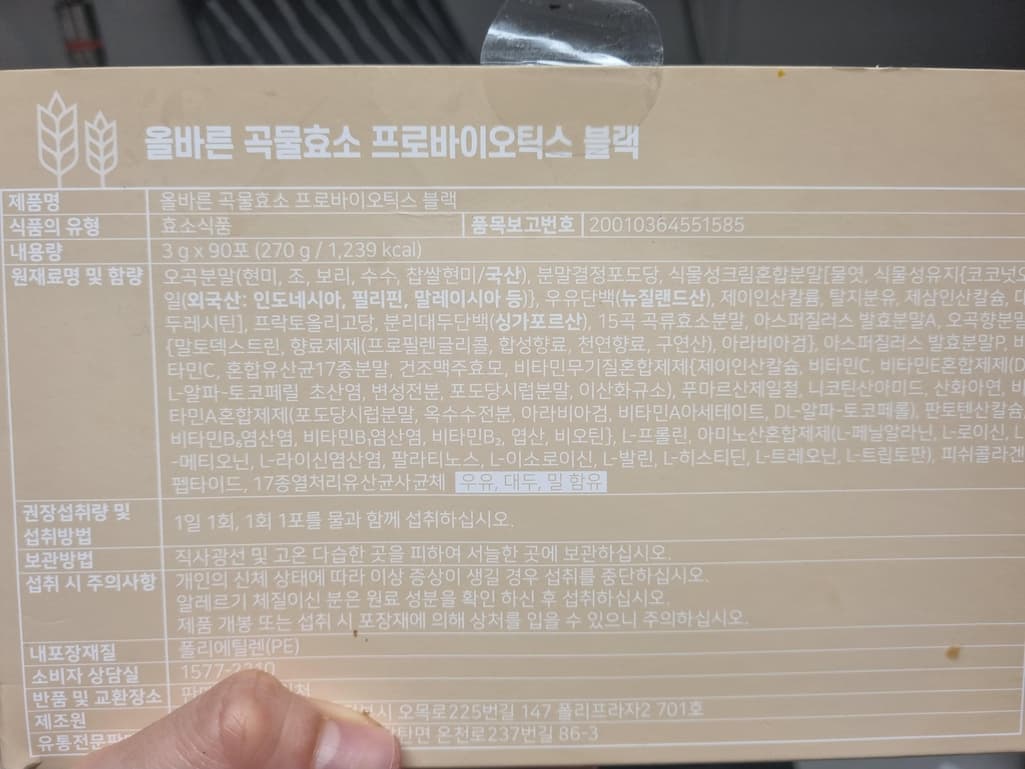 올바른 곡물효소 프로바이오틱스 블랙
제품명 올바른 곡물효소 프로바이오틱스 블랙
식품의 유형 효소식품 품목보고번호 20010364551585
내용량 3 g x 90포 (270 g / 1,239 kcal)
원재료명 및 함량 오곡분말(현미, 조, 보리, 수수, 찹쌀현미/국산), 분말결정포도당, 식물성크림혼합분말[물엿, 식물성유지{코코넛오
일(외국산: 인도네시아, 필리핀, 말레이시아 등)}, 우유단백(뉴질랜드산), 제이인산칼륨, 탈지분유, 제삼인산칼슘, 대
두레시틴], 프락토올리고당, 분리대두단백(싱가포르산), 15곡 곡류효소분말, 아스퍼질러스 발효분말A, 오곡향분말
{말토덱스트린, 향료제제(프로필렌글리콜, 합성향료, 천연향료, 구연산), 아라비아검}, 아스퍼질러스 발효분말P, 비
타민C, 혼합유산균17종분말, 건조맥주효모, 비타민무기질혼합제제{제이인산칼슘, 비타민C, 비타민E혼합제제(D
L-알파-토코페릴 초산염, 변성전분, 포도당시럽분말, 이산화규소), 푸마르산제일철, 니코틴산아미드, 산화아연, 비
타민A혼합제제(포도당시럽분말, 옥수수전분, 아라비아검, 비타민A아세테이트, DL-알파-토코페롤), 판토텐산칼슘,
비타민B₆염산염, 비타민B₁염산염, 비타민B₂, 엽산, 비오틴}, L-프롤린, 아미노산혼합제제(L-페닐알라닌, L-로이신, L
-메티오닌, L-라이신염산염, 팔라티노스, L-이소로이신, L-발린, L-히스티딘, L-트레오닌, L-트립토판), 피쉬콜라겐
펩타이드, 17종열처리유산균사균체 우유, 대두, 밀 함유
권장섭취량 및
섭취방법 1일 1회, 1회 1포를 물과 함께 섭취하십시오.
보관방법 직사광선 및 고온 다습한 곳을 피하여 서늘한 곳에 보관하십시오.
섭취 시 주의사항 개인의 신체 상태에 따라 이상 증상이 생길 경우 섭취를 중단하십시오.
알레르기 체질이신 분은 원료 성분을 확인 하신 후 섭취하십시오.
제품 개봉 또는 섭취 시 포장재에 의해 상처를 입을 수 있으니 주의하십시오.
내포장재질 폴리에틸렌(PE)
소비자 상담실 1577-2210
반품 및 교환장소
제조원 오목로225번길 147 폴리프라자2 701호
유통전문판 온천로237번길 86-3